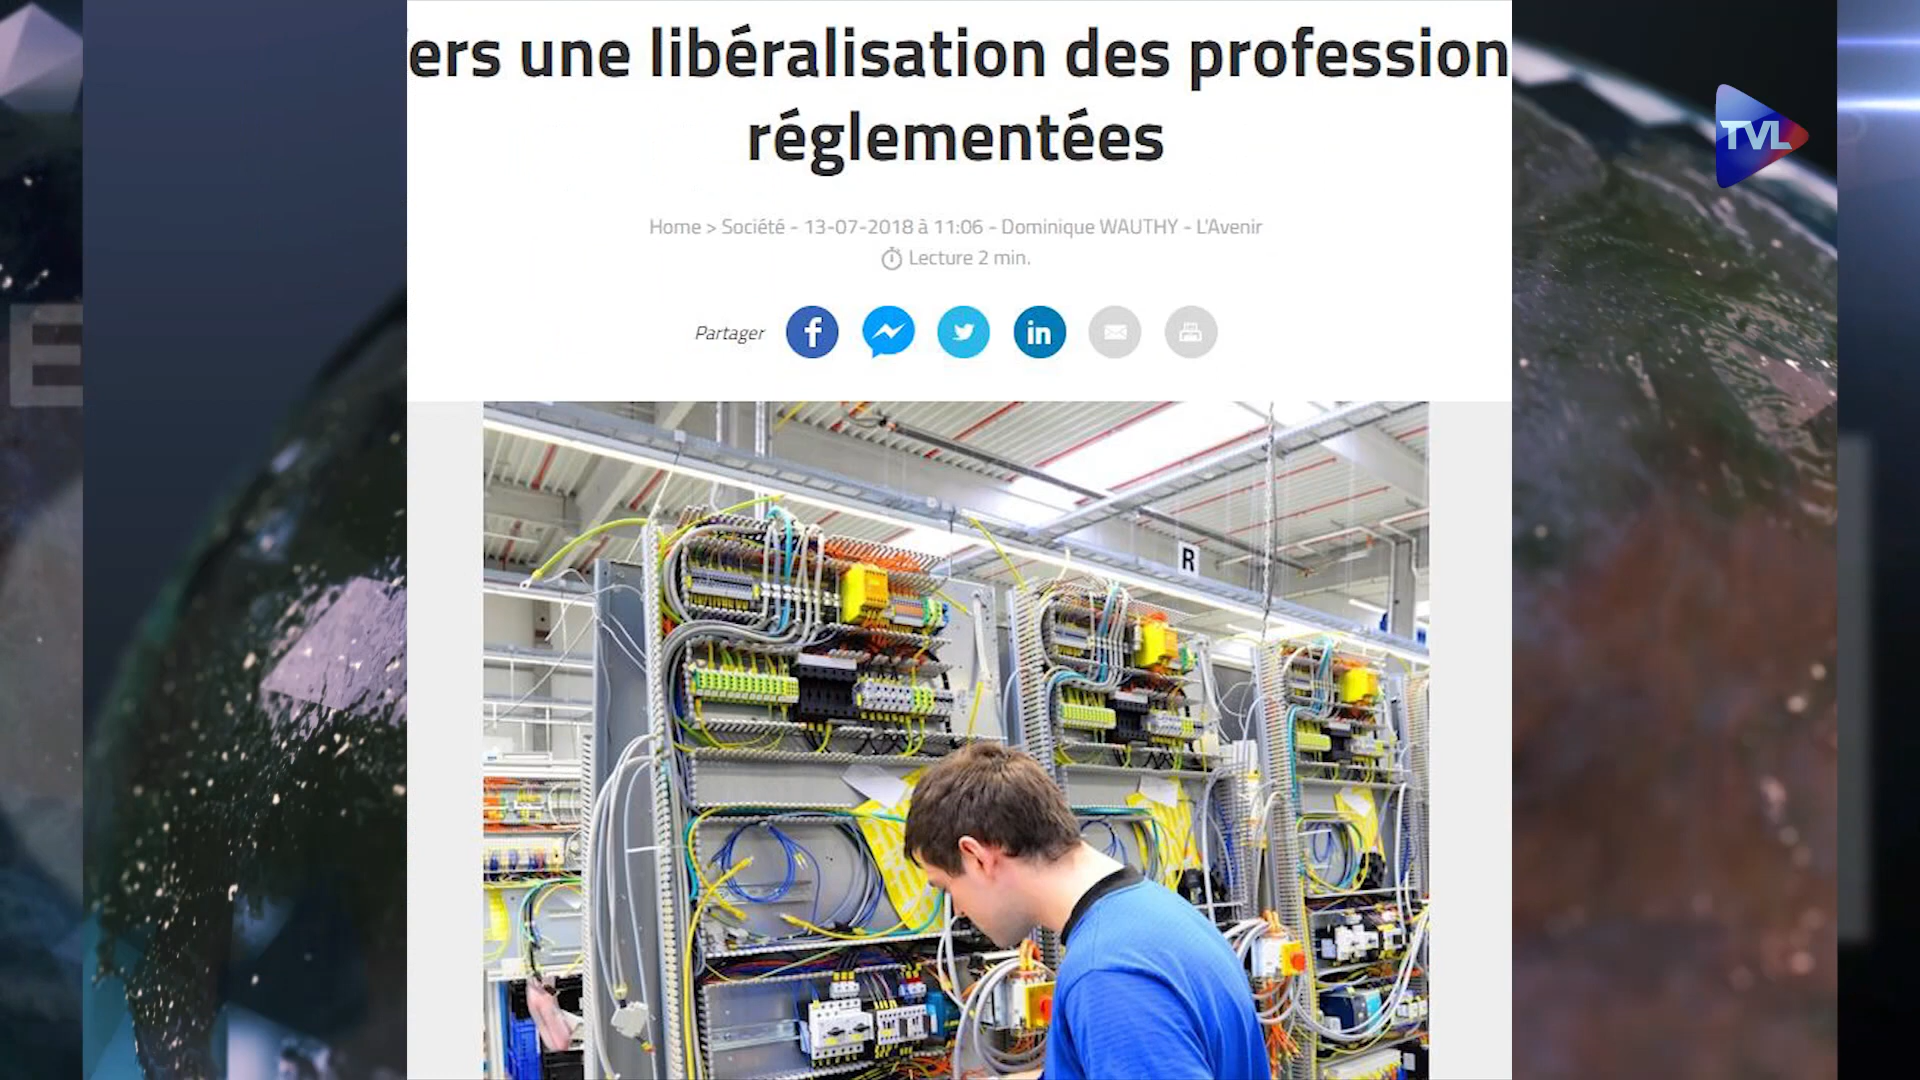 ers une libéralisation des profession
réglementées
TVL
Home > Société - 13-07-2018 à 11:06 - Dominique WAUTHY - L'Avenir
Lecture 2 min.
Partager
E
R